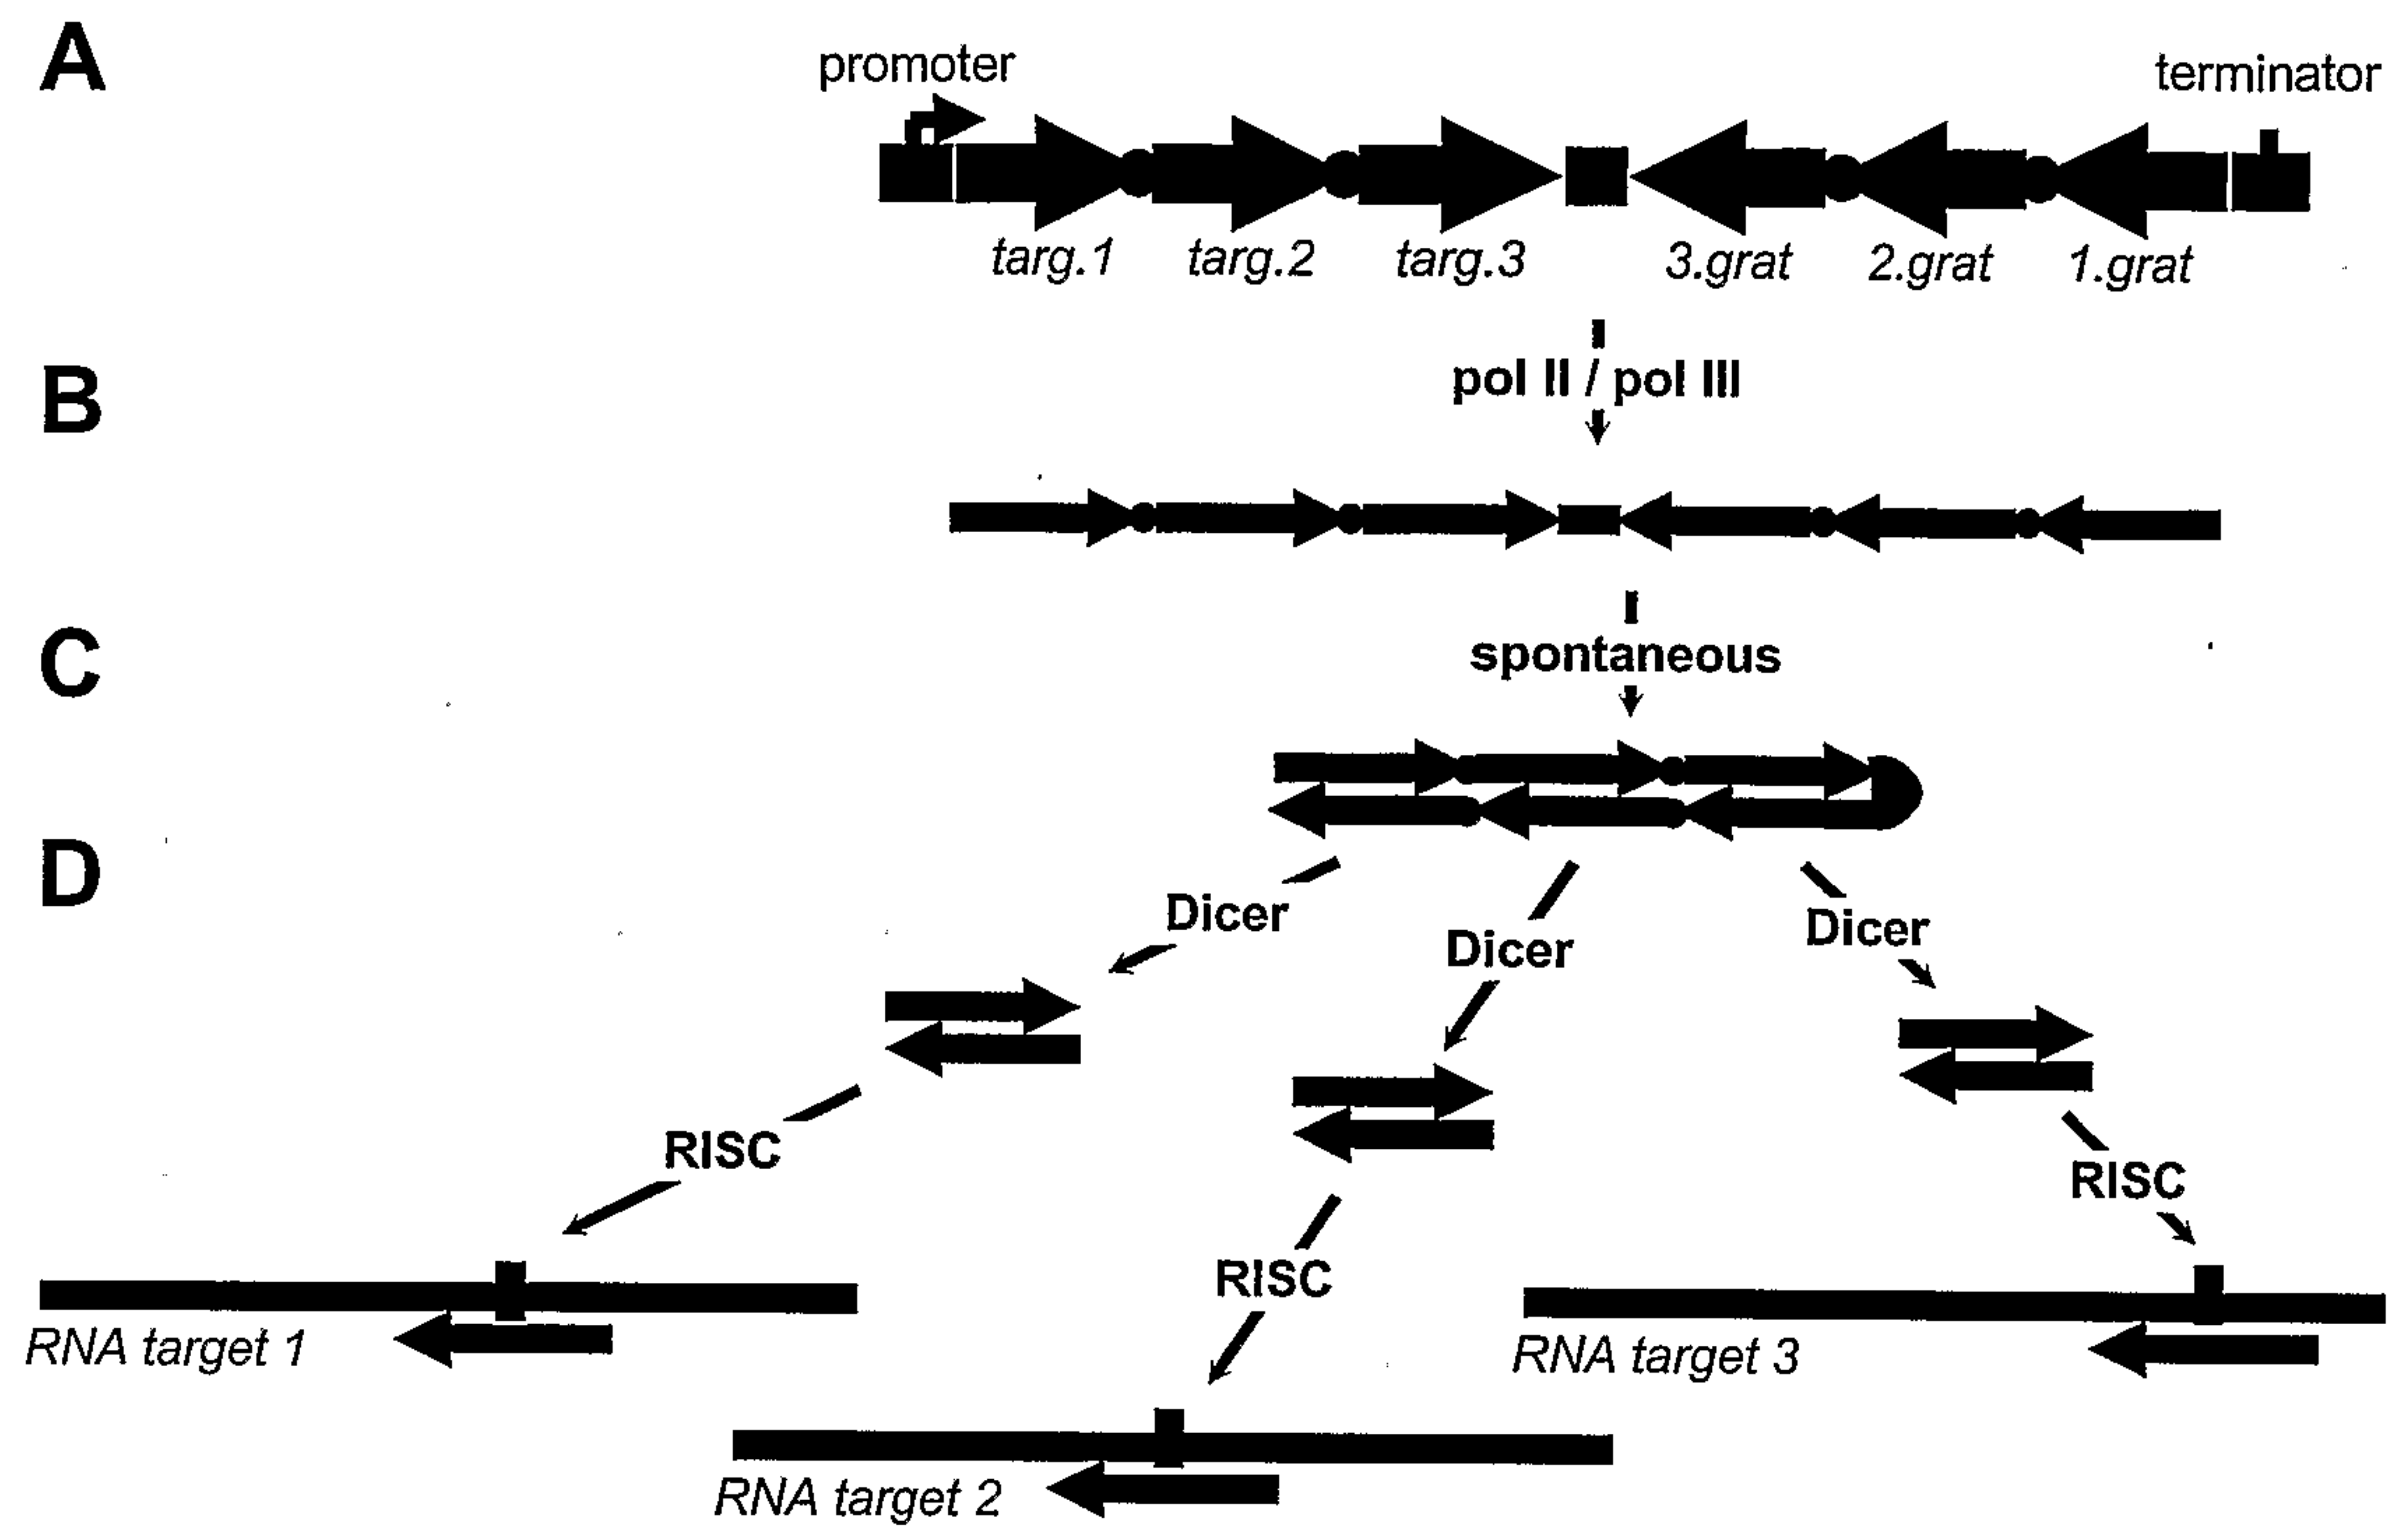 A
promoter
terminator
targ.1 targ.2 targ.3 3.grat 2.grat 1.grat
B
pol II / pol III
C
spontaneous
D
Dicer Dicer Dicer
RISC RISC RISC
RNA target 1
RNA target 3
RNA target 2